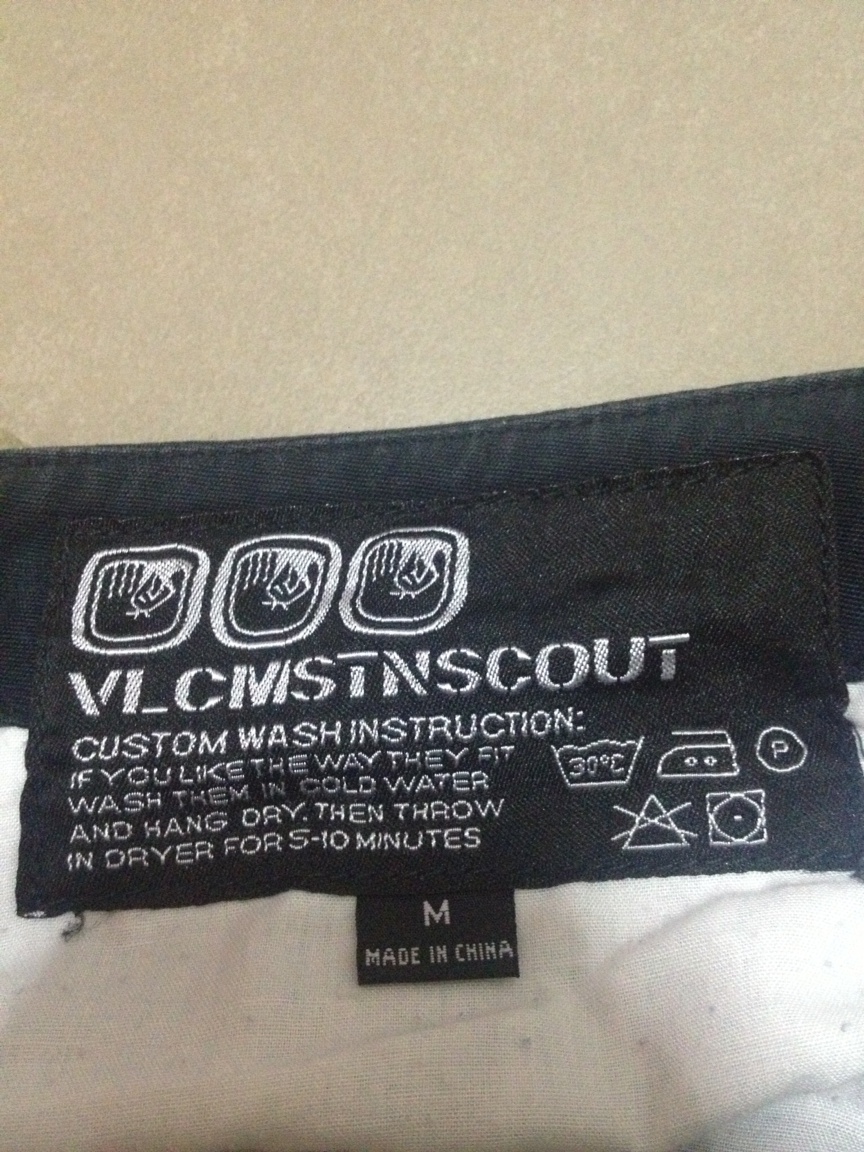 VLCMSTNSCOUT
CUSTOM WASH INSTRUCTION:
IF YOU LIKE THE WAY THEY FIT
WASH THEM IN COLD WATER
AND HANG DRY. THEN THROW
IN DRYER FOR 5-10 MINUTES
30°C
P
M
MADE IN CHINA